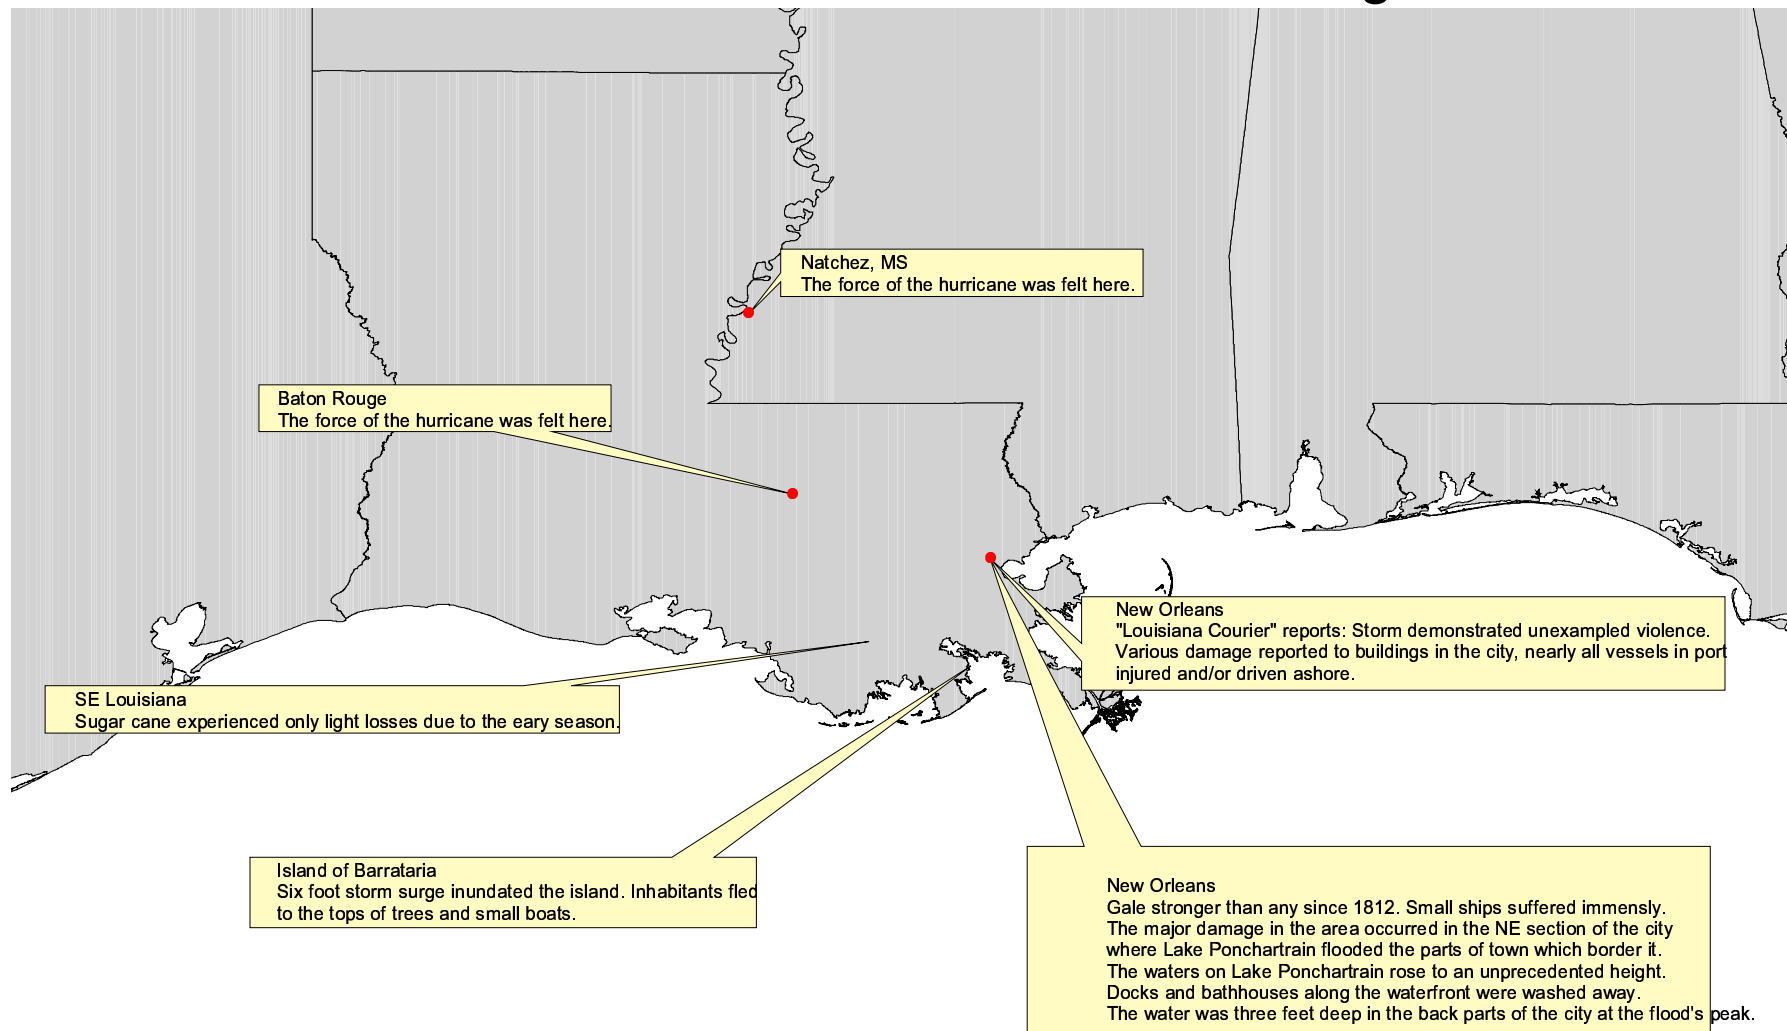 Natchez, MS
The force of the hurricane was felt here.
Baton Rouge
The force of the hurricane was felt here.
New Orleans
"Louisiana Courier" reports: Storm demonstrated unexampled violence.
Various damage reported to buildings in the city, nearly all vessels in port
injured and/or driven ashore.
SE Louisiana
Sugar cane experienced only light losses due to the eary season.
Island of Barrataria
Six foot storm surge inundated the island. Inhabitants fled
to the tops of trees and small boats.
New Orleans
Gale stronger than any since 1812. Small ships suffered immensly.
The major damage in the area occurred in the NE section of the city
where Lake Ponchartrain flooded the parts of town which border it.
The waters on Lake Ponchartrain rose to an unprecedented height.
Docks and bathhouses along the waterfront were washed away.
The water was three feet deep in the back parts of the city at the flood's peak.